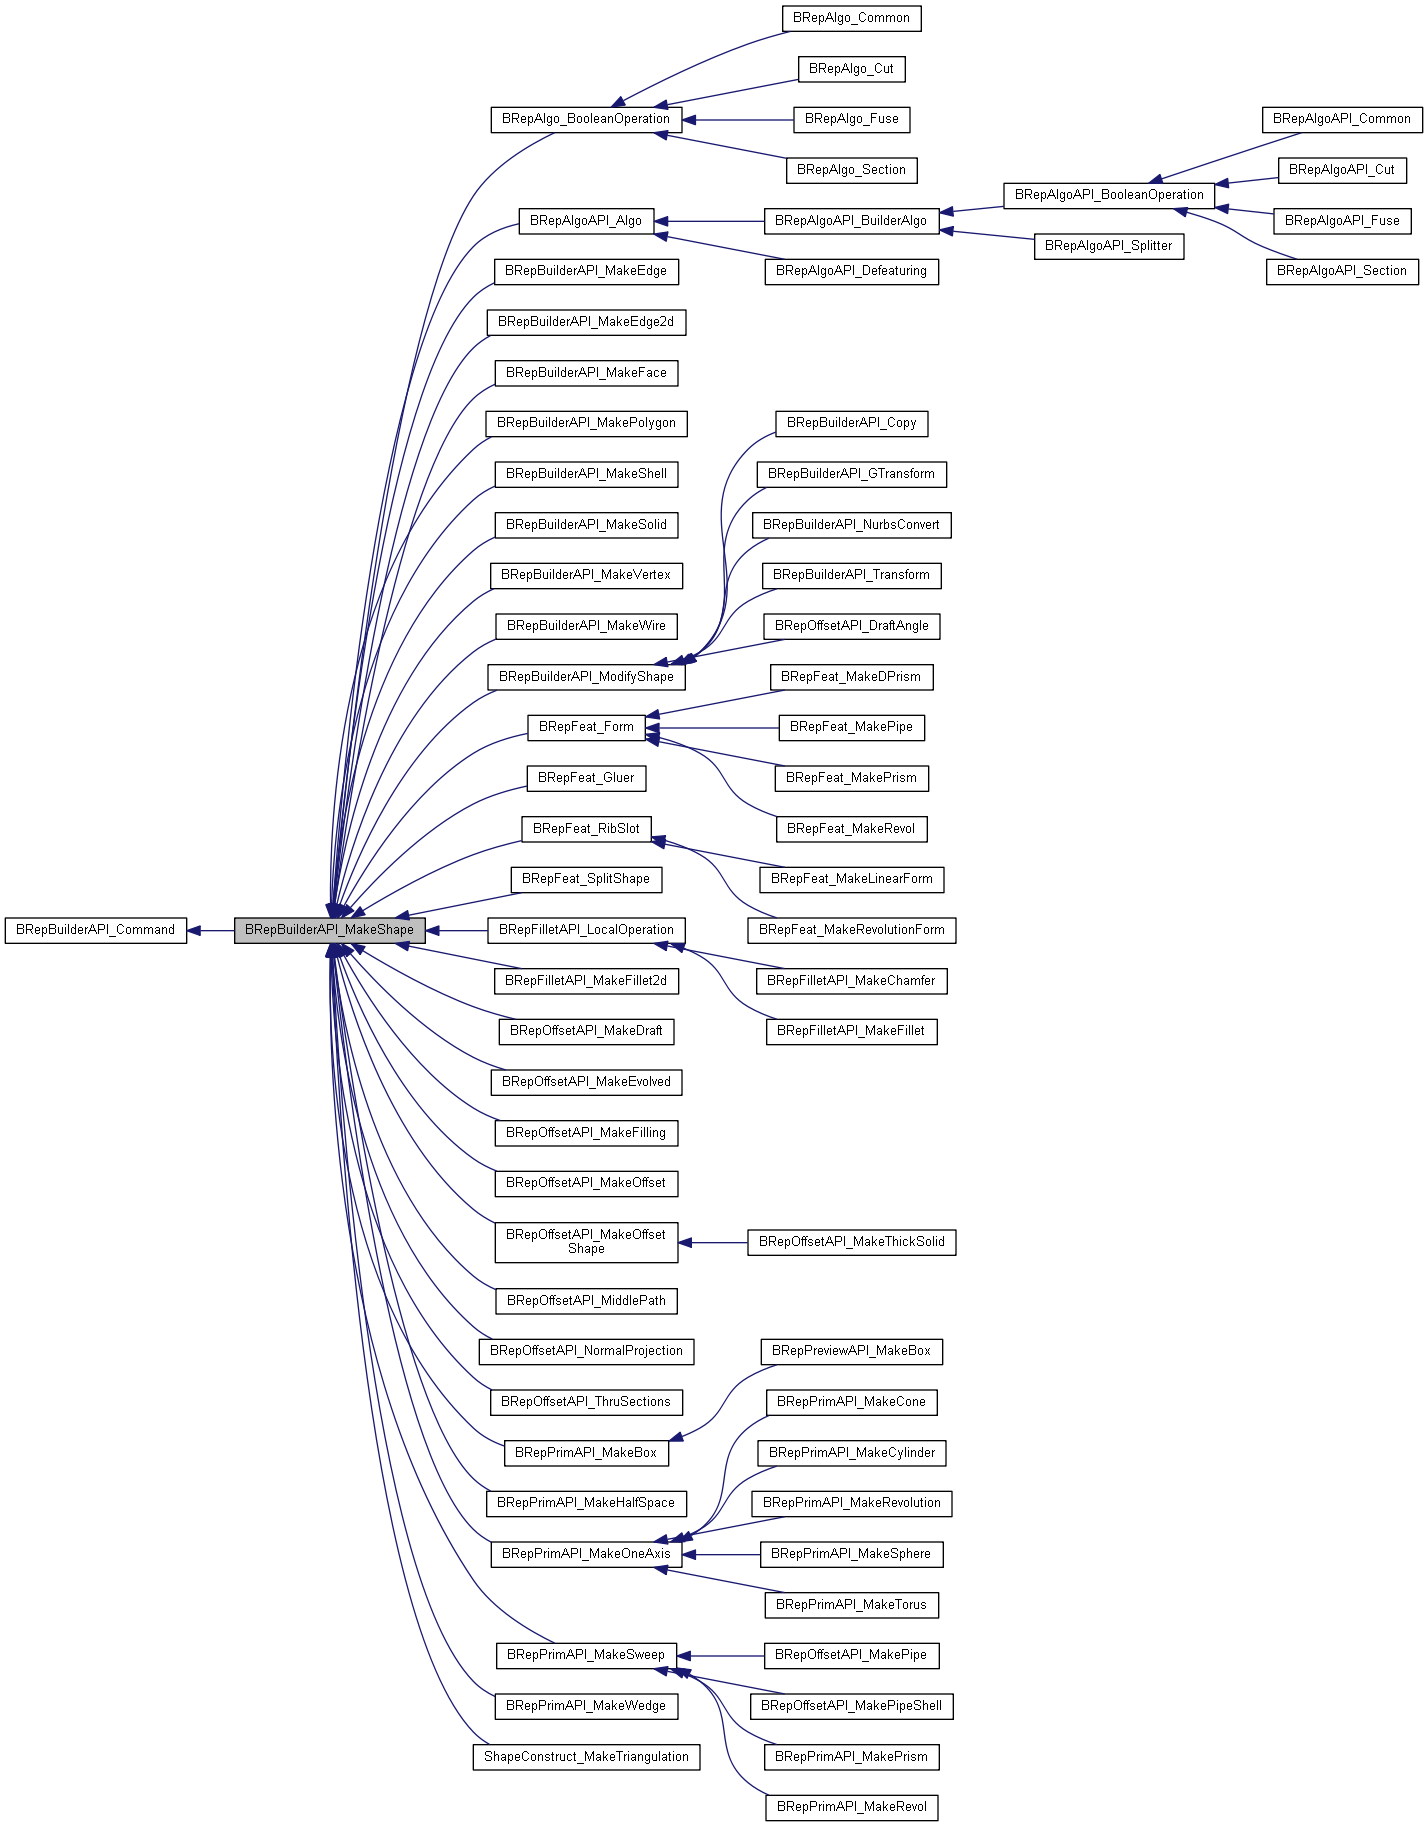 BRepAlgo_Common
BRepAlgo_Cut
BRepAlgo_BooleanOperation
BRepAlgo_Fuse
BRepAlgoAPI_Common
BRepAlgo_Section
BRepAlgoAPI_Cut
BRepAlgoAPI_BooleanOperation
BRepAlgoAPI_Algo
BRepAlgoAPI_BuilderAlgo
BRepAlgoAPI_Fuse
BRepAlgoAPI_Splitter
BRepBuilderAPI_MakeEdge
BRepAlgoAPI_Defeaturing
BRepAlgoAPI_Section
BRepBuilderAPI_MakeEdge2d
BRepBuilderAPI_MakeFace
BRepBuilderAPI_MakePolygon
BRepBuilderAPI_Copy
BRepBuilderAPI_MakeShell
BRepBuilderAPI_GTransform
BRepBuilderAPI_MakeSolid
BRepBuilderAPI_NurbsConvert
BRepBuilderAPI_MakeVertex
BRepBuilderAPI_Transform
BRepBuilderAPI_MakeWire
BRepOffsetAPI_DraftAngle
BRepBuilderAPI_ModifyShape
BRepFeat_MakeDPrism
BRepFeat_Form
BRepFeat_MakePipe
BRepFeat_Gluer
BRepFeat_MakePrism
BRepFeat_RibSlot
BRepFeat_MakeRevol
BRepFeat_SplitShape
BRepFeat_MakeLinearForm
BRepBuilderAPI_Command
BRepBuilderAPI_MakeShape
BRepFilletAPI_LocalOperation
BRepFeat_MakeRevolutionForm
BRepFilletAPI_MakeFillet2d
BRepFilletAPI_MakeChamfer
BRepOffsetAPI_MakeDraft
BRepFilletAPI_MakeFillet
BRepOffsetAPI_MakeEvolved
BRepOffsetAPI_MakeFilling
BRepOffsetAPI_MakeOffset
BRepOffsetAPI_MakeOffset
Shape
BRepOffsetAPI_MakeThickSolid
BRepOffsetAPI_MiddlePath
BRepOffsetAPI_NormalProjection
BRepPreviewAPI_MakeBox
BRepOffsetAPI_ThruSections
BRepPrimAPI_MakeCone
BRepPrimAPI_MakeBox
BRepPrimAPI_MakeCylinder
BRepPrimAPI_MakeHalfSpace
BRepPrimAPI_MakeRevolution
BRepPrimAPI_MakeOneAxis
BRepPrimAPI_MakeSphere
BRepPrimAPI_MakeTorus
BRepPrimAPI_MakeSweep
BRepOffsetAPI_MakePipe
BRepPrimAPI_MakeWedge
BRepOffsetAPI_MakePipeShell
ShapeConstruct_MakeTriangulation
BRepPrimAPI_MakePrism
BRepPrimAPI_MakeRevol